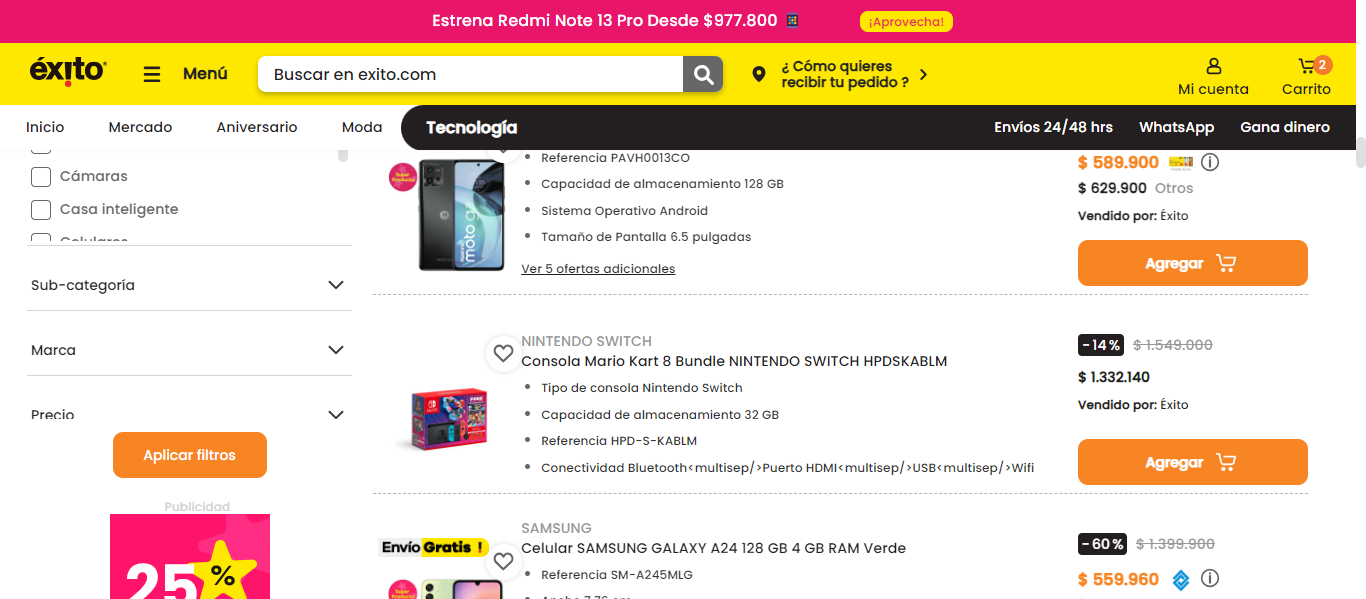 Estrena Redmi Note 13 Pro Desde $977.800
¡Aprovecha!
éxito
Menú
Buscar en exito.com
¿ Cómo quieres
recibir tu pedido ?
Mi cuenta
2
Carrito
Inicio
Mercado
Aniversario
Moda
Tecnología
Envíos 24/48 hrs
WhatsApp
Gana dinero
Cámaras
Casa inteligente
Celulares
Sub-categoría
Marca
Precio
Aplicar filtros
Publicidad
25%
Súper Producto
moto g72
Referencia PAVH0013CO
Capacidad de almacenamiento 128 GB
Sistema Operativo Android
Tamaño de Pantalla 6.5 pulgadas
Ver 5 ofertas adicionales
$ 589.900
$ 629.900 Otros
Vendido por: Éxito
Agregar
NINTENDO SWITCH
Consola Mario Kart 8 Bundle NINTENDO SWITCH HPDSKABLM
Tipo de consola Nintendo Switch
Capacidad de almacenamiento 32 GB
Referencia HPD-S-KABLM
Conectividad Bluetooth<multisep/>Puerto HDMI<multisep/>USB<multisep/>Wifi
-14% $ 1.549.000
$ 1.332.140
Vendido por: Éxito
Agregar
Envío Gratis !
SAMSUNG
Celular SAMSUNG GALAXY A24 128 GB 4 GB RAM Verde
Referencia SM-A245MLG
Ancho 7.76 cm
-60% $ 1.399.900
$ 559.960